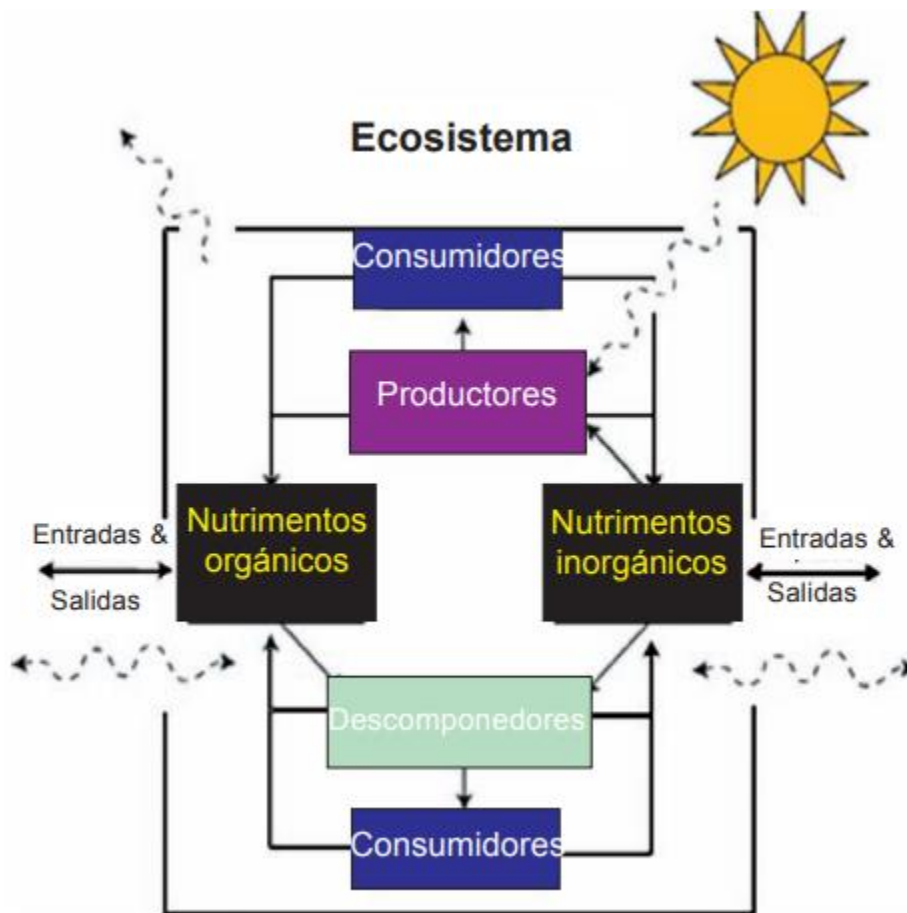 Ecosistema
Consumidores
Productores
Nutrimentos
orgánicos
Nutrimentos
inorgánicos
Entradas &
Salidas
Entradas &
Salidas
Descomponedores
Consumidores